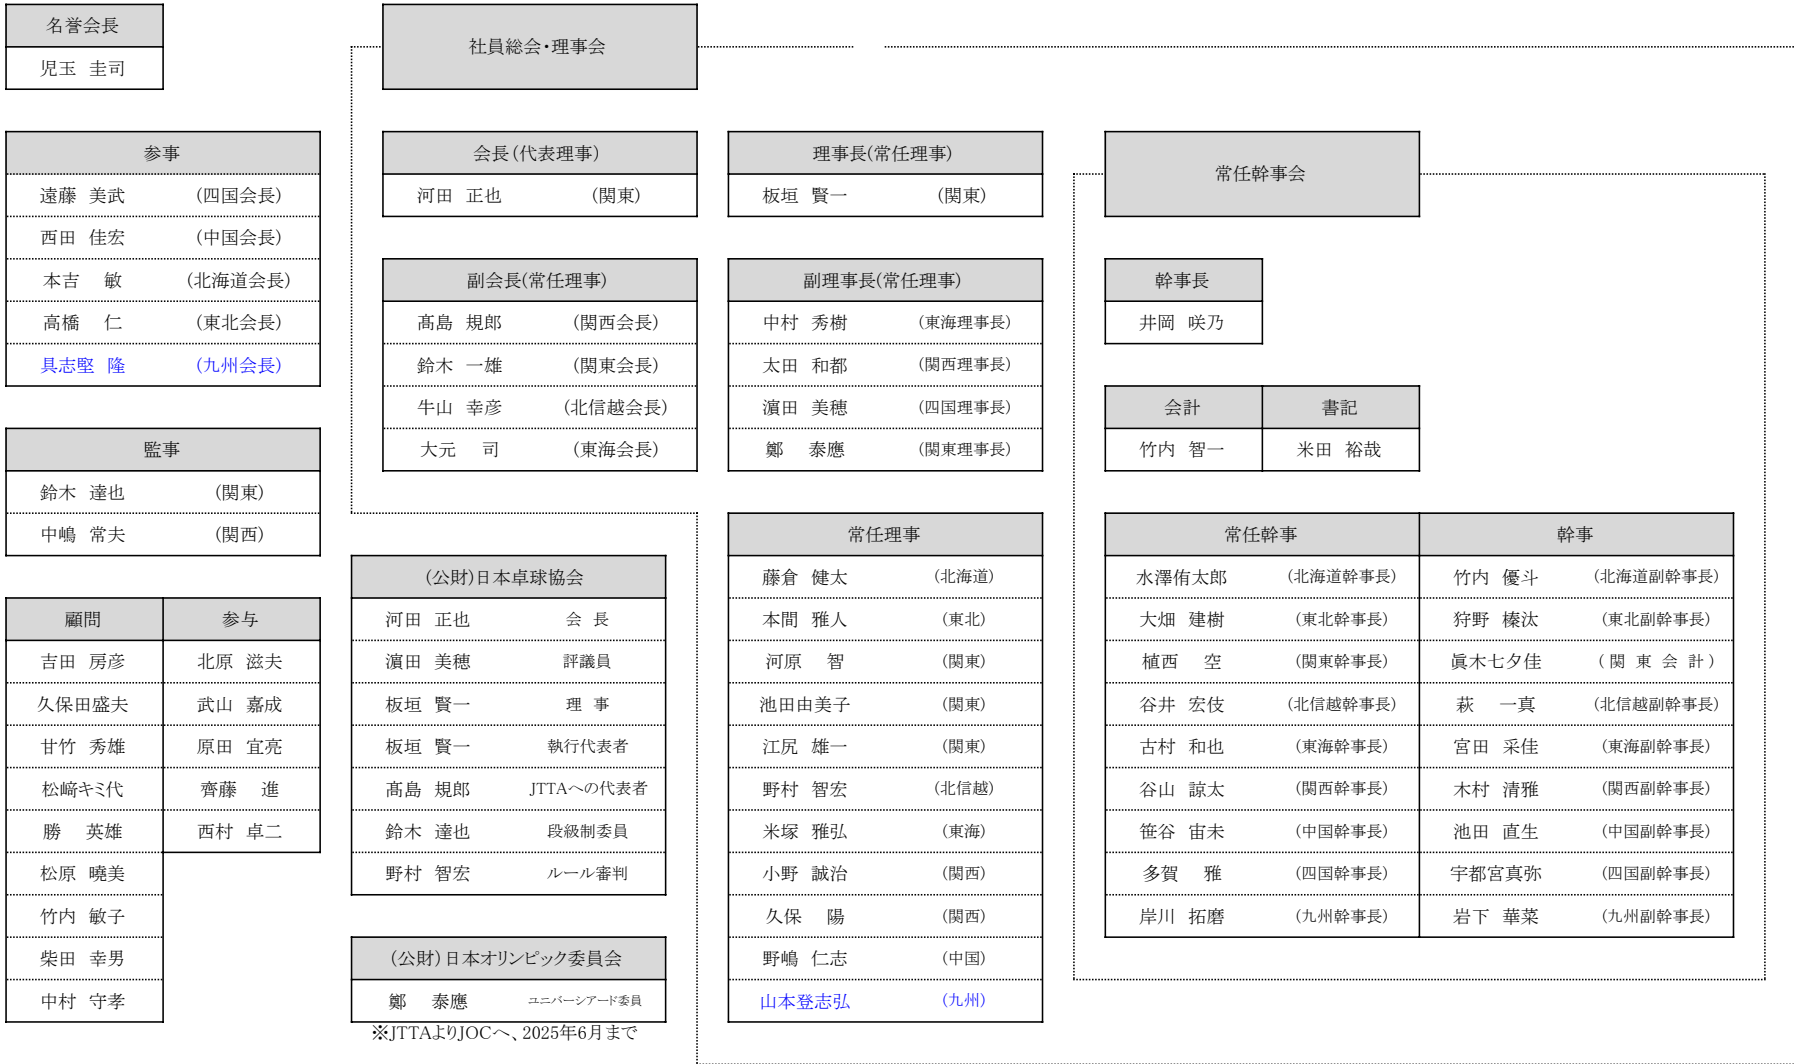 名誉会長
児玉 圭司
社員総会・理事会
参事
遠藤 美武 (四国会長)
西田 佳宏 (中国会長)
本吉 敏 (北海道会長)
高橋 仁 (東北会長)
具志堅 隆 (九州会長)
監事
鈴木 達也 (関東)
中嶋 常夫 (関西)
顧問 参与
吉田 房彦 北原 滋夫
久保田盛夫 武山 嘉成
甘竹 秀雄 原田 宜亮
松﨑キミ代 齊藤 進
勝 英雄 西村 卓二
松原 曉美
竹内 敏子
柴田 幸男
中村 守孝
会長(代表理事)
河田 正也 (関東)
副会長(常任理事)
髙島 規郎 (関西会長)
鈴木 一雄 (関東会長)
牛山 幸彦 (北信越会長)
大元 司 (東海会長)
(公財)日本卓球協会
河田 正也 会 長
濵田 美穂 評議員
板垣 賢一 理 事
板垣 賢一 執行代表者
髙島 規郎 JTTAへの代表者
鈴木 達也 段級制委員
野村 智宏 ルール審判
(公財)日本オリンピック委員会
鄭 泰應 ユニバーシアード委員
※JTTAよりJOCへ、2025年6月まで
理事長(常任理事)
板垣 賢一 (関東)
副理事長(常任理事)
中村 秀樹 (東海理事長)
太田 和都 (関西理事長)
濵田 美穂 (四国理事長)
鄭 泰應 (関東理事長)
常任理事
藤倉 健太 (北海道)
本間 雅人 (東北)
河原 智 (関東)
池田由美子 (関東)
江尻 雄一 (関東)
野村 智宏 (北信越)
米塚 雅弘 (東海)
小野 誠治 (関西)
久保 陽 (関西)
野嶋 仁志 (中国)
山本登志弘 (九州)
常任幹事会
幹事長
井岡 咲乃
会計 書記
竹内 智一 米田 裕哉
常任幹事 幹事
水澤侑太郎 (北海道幹事長) 竹内 優斗 (北海道副幹事長)
大畑 建樹 (東北幹事長) 狩野 榛汰 (東北副幹事長)
植西 空 (関東幹事長) 眞木七夕佳 (関 東 会 計)
谷井 宏伎 (北信越幹事長) 萩 一真 (北信越副幹事長)
古村 和也 (東海幹事長) 宮田 采佳 (東海副幹事長)
谷山 諒太 (関西幹事長) 木村 清雅 (関西副幹事長)
笹谷 宙未 (中国幹事長) 池田 直生 (中国副幹事長)
多賀 雅 (四国幹事長) 宇都宮真弥 (四国副幹事長)
岸川 拓磨 (九州幹事長) 岩下 華菜 (九州副幹事長)